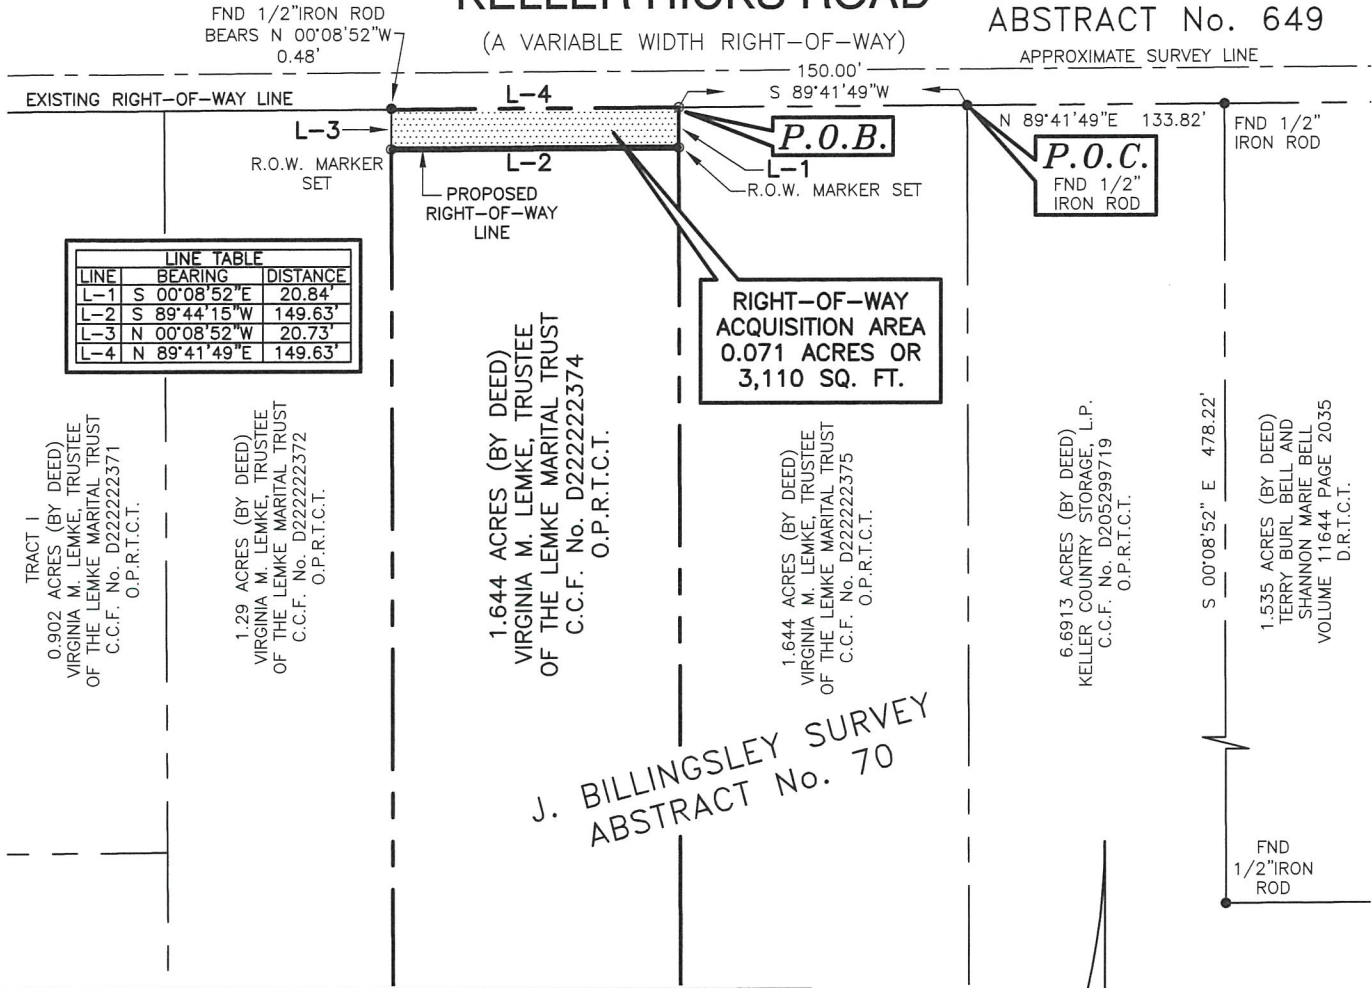 KELLER HICKS ROAD
(A VARIABLE WIDTH RIGHT-OF-WAY)
ABSTRACT No. 649
APPROXIMATE SURVEY LINE
FND 1/2"IRON ROD
BEARS N 00°08'52"W
0.48'
EXISTING RIGHT-OF-WAY LINE
L-4
150.00'
S 89°41'49"W
N 89°41'49"E 133.82'
FND 1/2"
IRON ROD
L-3
R.O.W. MARKER
SET
L-2
PROPOSED
RIGHT-OF-WAY
LINE
P.O.B.
L-1
R.O.W. MARKER SET
P.O.C.
FND 1/2"
IRON ROD
LINE TABLE
LINE BEARING DISTANCE
L-1 S 00°08'52"E 20.84'
L-2 S 89°44'15"W 149.63'
L-3 N 00°08'52"W 20.73'
L-4 N 89°41'49"E 149.63'
RIGHT-OF-WAY
ACQUISITION AREA
0.071 ACRES OR
3,110 SQ. FT.
TRACT I
0.902 ACRES (BY DEED)
VIRGINIA M. LEMKE, TRUSTEE
OF THE LEMKE MARITAL TRUST
C.C.F. No. D222222371
O.P.R.T.C.T.
1.29 ACRES (BY DEED)
VIRGINIA M. LEMKE, TRUSTEE
OF THE LEMKE MARITAL TRUST
C.C.F. No. D222222372
O.P.R.T.C.T.
1.644 ACRES (BY DEED)
VIRGINIA M. LEMKE, TRUSTEE
OF THE LEMKE MARITAL TRUST
C.C.F. No. D222222374
O.P.R.T.C.T.
1.644 ACRES (BY DEED)
VIRGINIA M. LEMKE, TRUSTEE
OF THE LEMKE MARITAL TRUST
C.C.F. No. D222222375
O.P.R.T.C.T.
6.6913 ACRES (BY DEED)
KELLER COUNTRY STORAGE, L.P.
C.C.F. No. D205299719
O.P.R.T.C.T.
S 00°08'52" E 478.22'
1.535 ACRES (BY DEED)
TERRY BURL BELL AND
SHANNON MARIE BELL
VOLUME 11644 PAGE 2035
D.R.T.C.T.
J. BILLINGSLEY SURVEY
ABSTRACT No. 70
FND
1/2"IRON
ROD